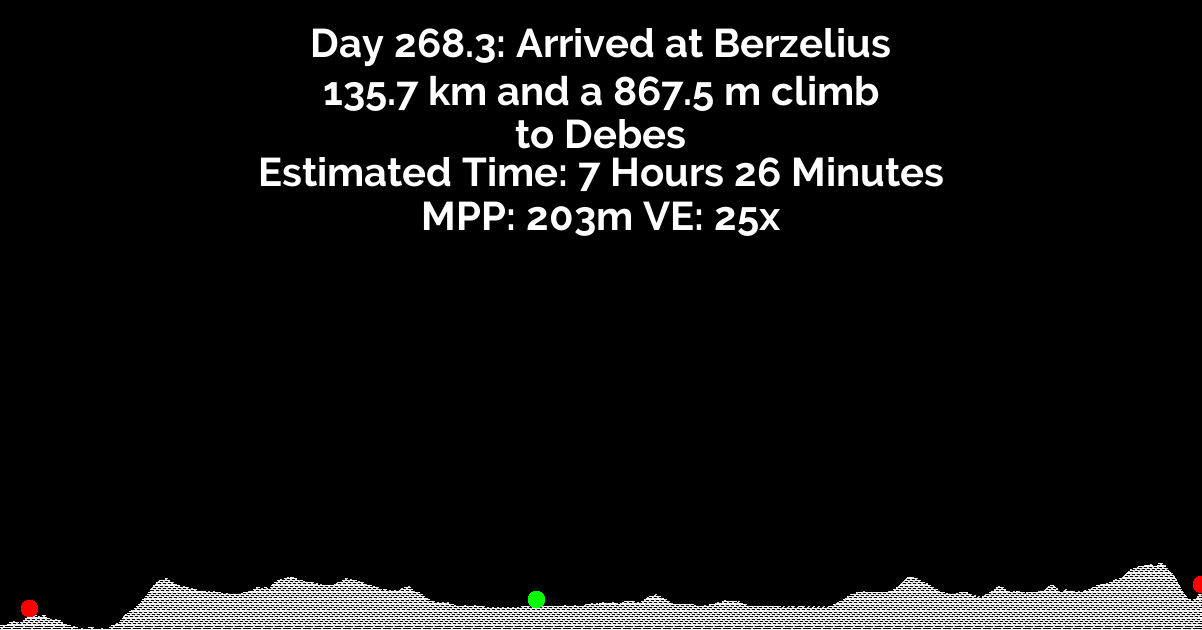 Day 268.3: Arrived at Berzelius
135.7 km and a 867.5 m climb
to Debes
Estimated Time: 7 Hours 26 Minutes
MPP: 203m VE: 25x